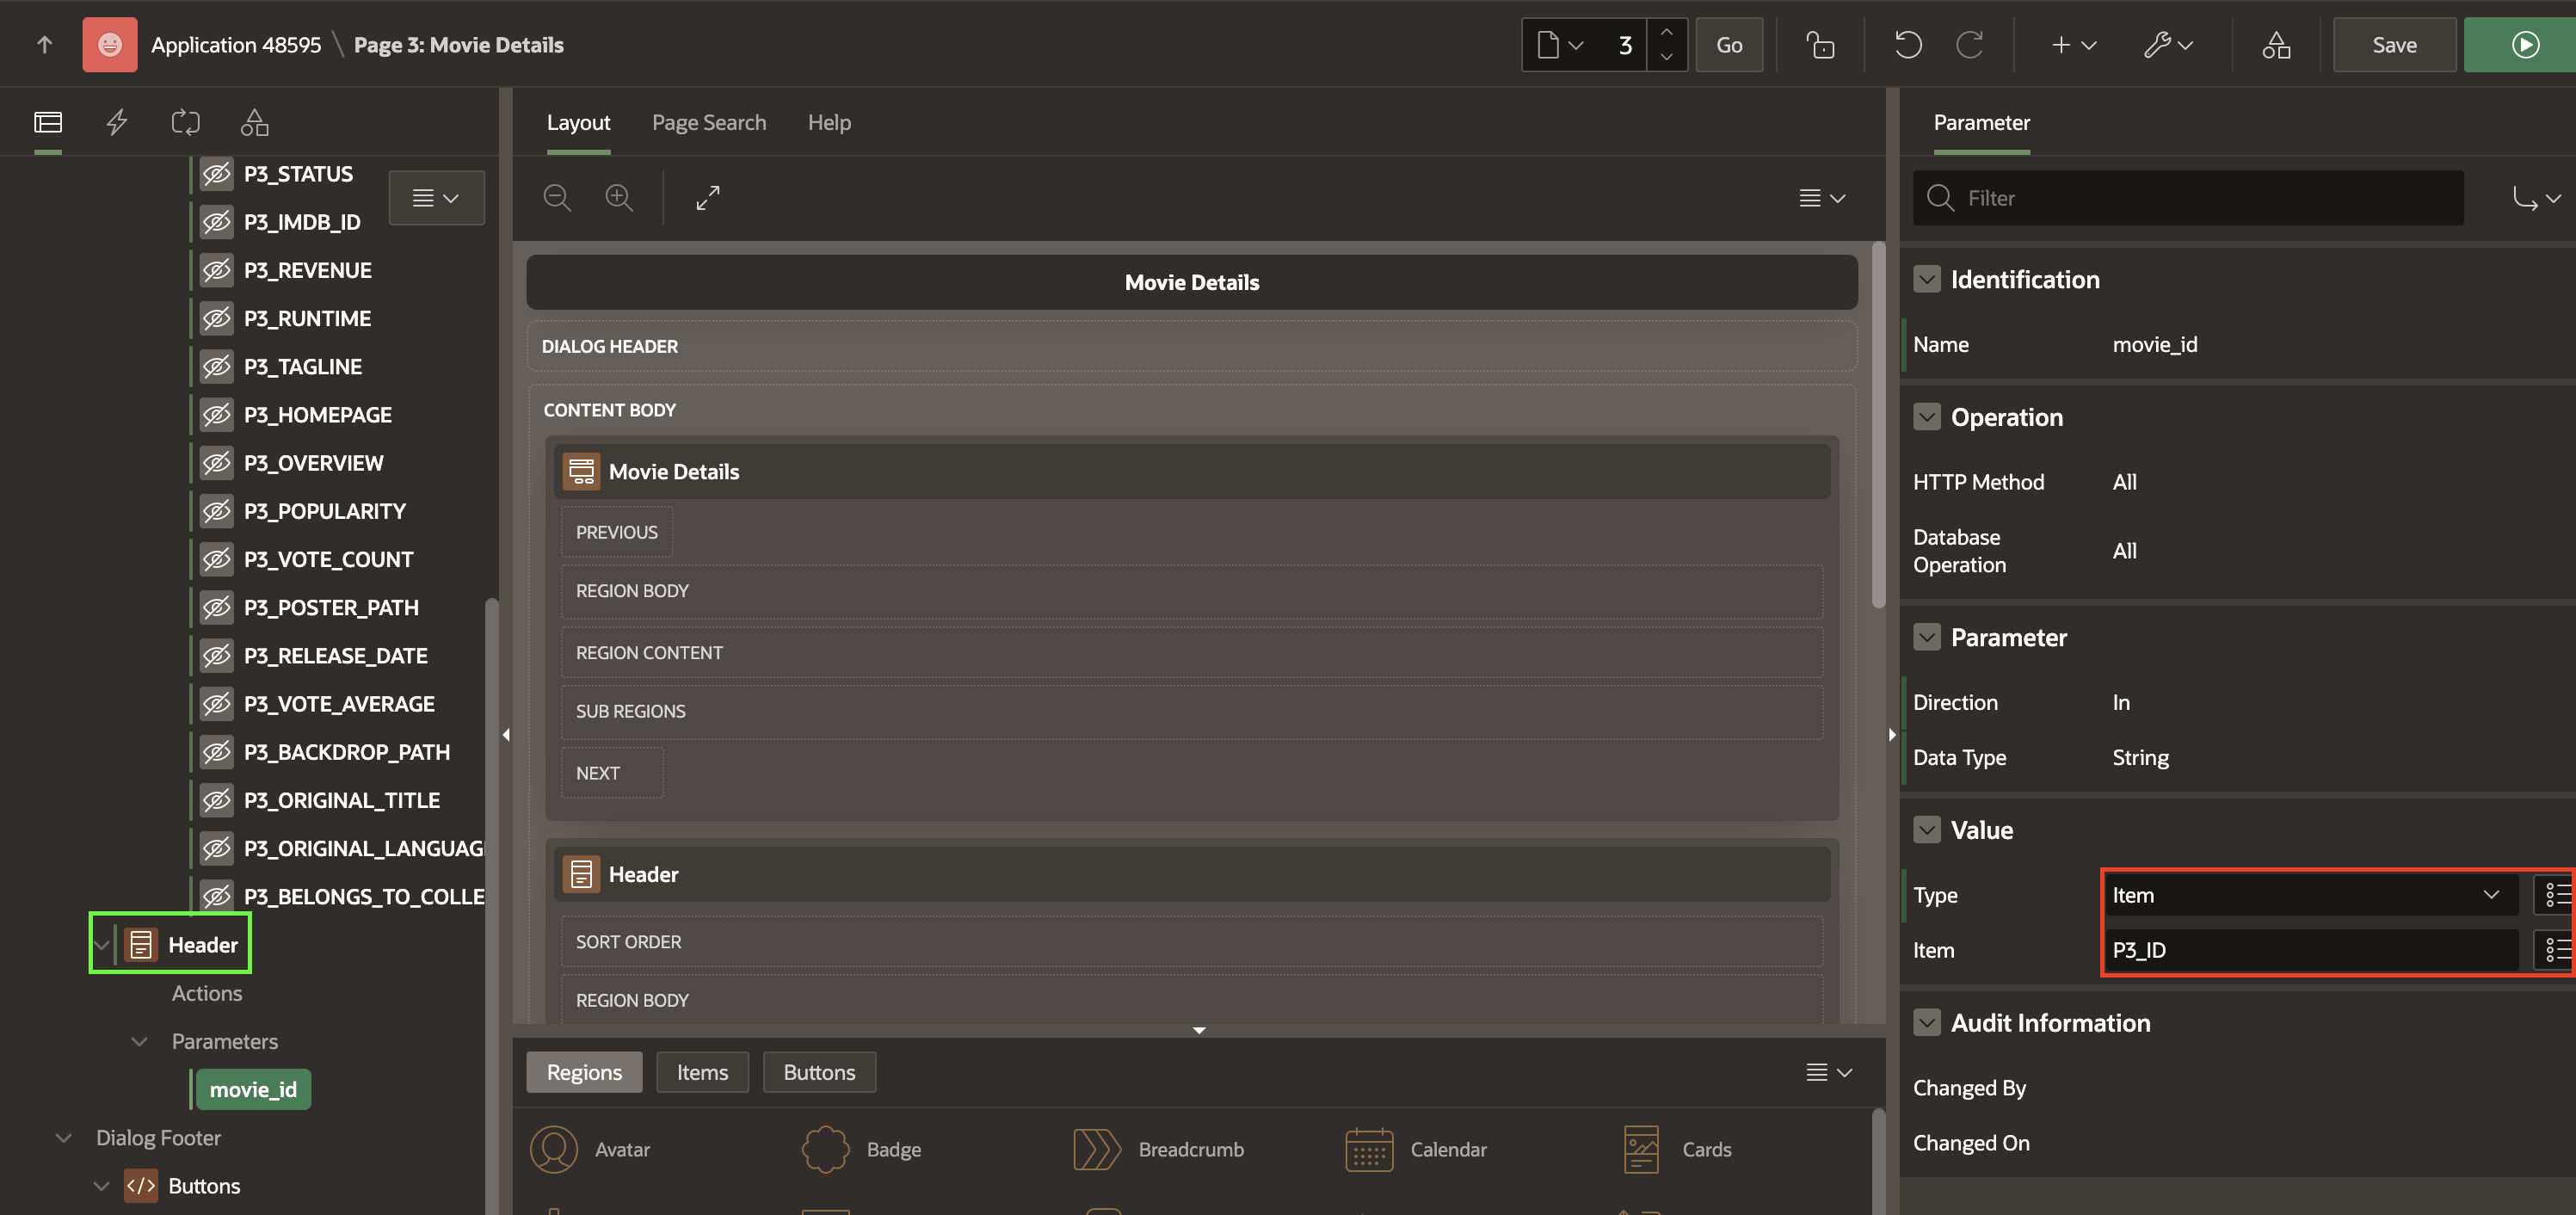 Application 48595 \ Page 3: Movie Details
3
Go
Save
P3_STATUS
P3_IMDB_ID
P3_REVENUE
P3_RUNTIME
P3_TAGLINE
P3_HOMEPAGE
P3_OVERVIEW
P3_POPULARITY
P3_VOTE_COUNT
P3_POSTER_PATH
P3_RELEASE_DATE
P3_VOTE_AVERAGE
P3_BACKDROP_PATH
P3_ORIGINAL_TITLE
P3_ORIGINAL_LANGUAG
P3_BELONGS_TO_COLLE
Header
Actions
Parameters
movie_id
Dialog Footer
Buttons
Layout
Page Search
Help
Movie Details
DIALOG HEADER
CONTENT BODY
Movie Details
PREVIOUS
REGION BODY
REGION CONTENT
SUB REGIONS
NEXT
Header
SORT ORDER
REGION BODY
Regions
Items
Buttons
Avatar
Badge
Breadcrumb
Calendar
Cards
Parameter
Filter
Identification
Name movie_id
Operation
HTTP Method All
Database
Operation All
Parameter
Direction In
Data Type String
Value
Type Item
Item P3_ID
Audit Information
Changed By
Changed On